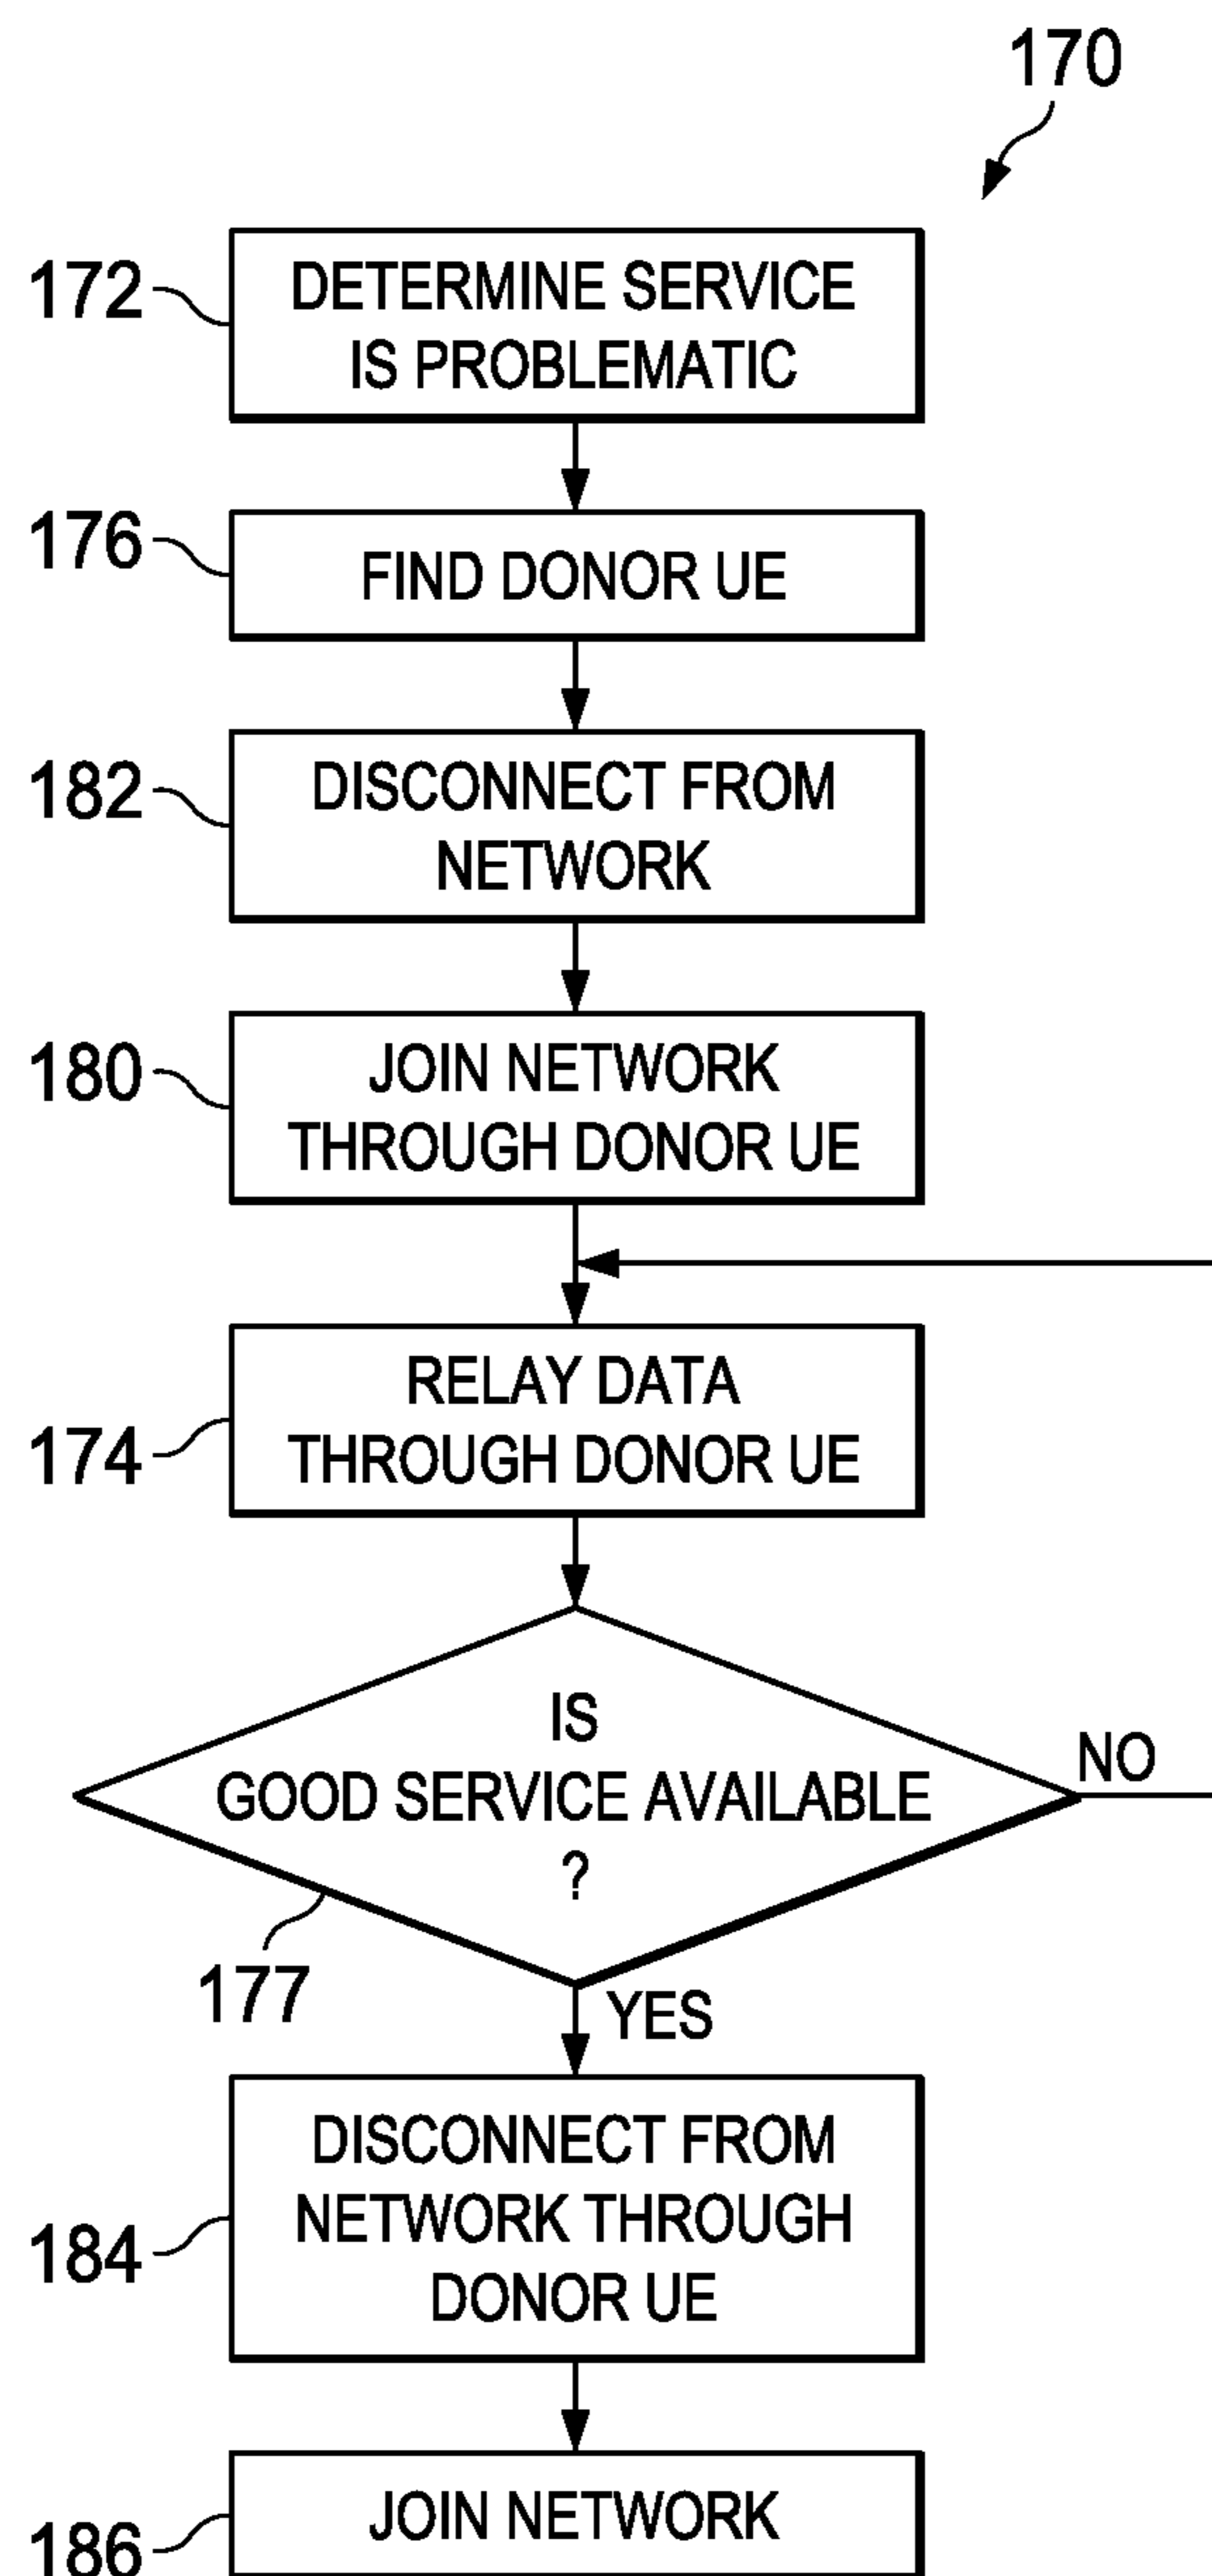 170
172
DETERMINE SERVICE
IS PROBLEMATIC
176
FIND DONOR UE
182
DISCONNECT FROM
NETWORK
180
JOIN NETWORK
THROUGH DONOR UE
174
RELAY DATA
THROUGH DONOR UE
IS
GOOD SERVICE AVAILABLE
?
NO
177
YES
184
DISCONNECT FROM
NETWORK THROUGH
DONOR UE
186
JOIN NETWORK